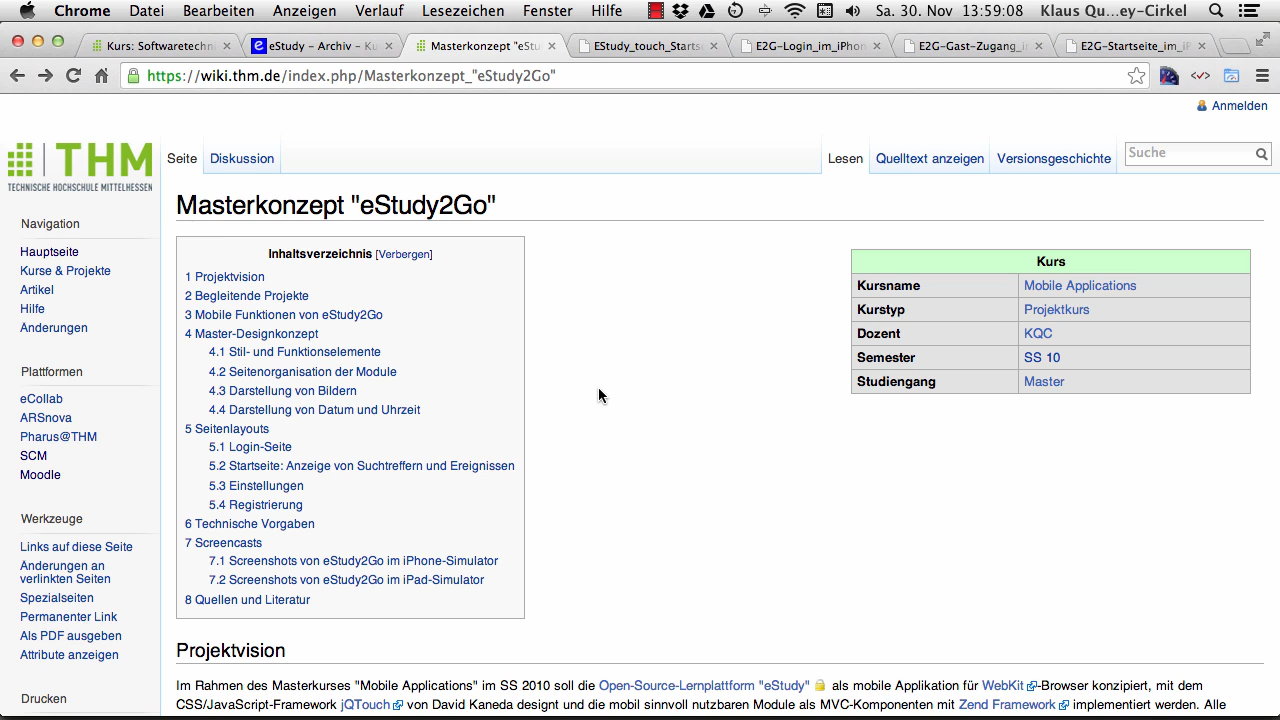 Chrome Datei Bearbeiten Anzeigen Verlauf Lesezeichen Fenster Hilfe Sa. 30. Nov 13:59:08 Klaus Qu...ey-Cirkel
Kurs: Softwaretechn eStudy – Archiv – Ku Masterkonzept "eStu EStudy_touch_Starts E2G-Login_im_iPhon E2G-Gast-Zugang_i E2G-Startseite_im_iP
https://wiki.thm.de/index.php/Masterkonzept_"eStudy2Go"
Anmelden
THM
TECHNISCHE HOCHSCHULE MITTELHESSEN
Seite Diskussion Lesen Quelltext anzeigen Versionsgeschichte Suche
Navigation
Hauptseite
Kurse & Projekte
Artikel
Hilfe
Änderungen
Plattformen
eCollab
ARSnova
Pharus@THM
SCM
Moodle
Werkzeuge
Links auf diese Seite
Änderungen an
verlinkten Seiten
Spezialseiten
Permanenter Link
Als PDF ausgeben
Attribute anzeigen
Drucken
Masterkonzept "eStudy2Go"
Inhaltsverzeichnis [Verbergen]
1 Projektvision
2 Begleitende Projekte
3 Mobile Funktionen von eStudy2Go
4 Master-Designkonzept
4.1 Stil- und Funktionselemente
4.2 Seitenorganisation der Module
4.3 Darstellung von Bildern
4.4 Darstellung von Datum und Uhrzeit
5 Seitenlayouts
5.1 Login-Seite
5.2 Startseite: Anzeige von Suchtreffern und Ereignissen
5.3 Einstellungen
5.4 Registrierung
6 Technische Vorgaben
7 Screencasts
7.1 Screenshots von eStudy2Go im iPhone-Simulator
7.2 Screenshots von eStudy2Go im iPad-Simulator
8 Quellen und Literatur
Kurs
Kursname Mobile Applications
Kurstyp Projektkurs
Dozent KQC
Semester SS 10
Studiengang Master
Projektvision
Im Rahmen des Masterkurses "Mobile Applications" im SS 2010 soll die Open-Source-Lernplattform "eStudy" als mobile Applikation für WebKit-Browser konzipiert, mit dem
CSS/JavaScript-Framework jQTouch von David Kaneda designt und die mobil sinnvoll nutzbaren Module als MVC-Komponenten mit Zend Framework implementiert werden. Alle